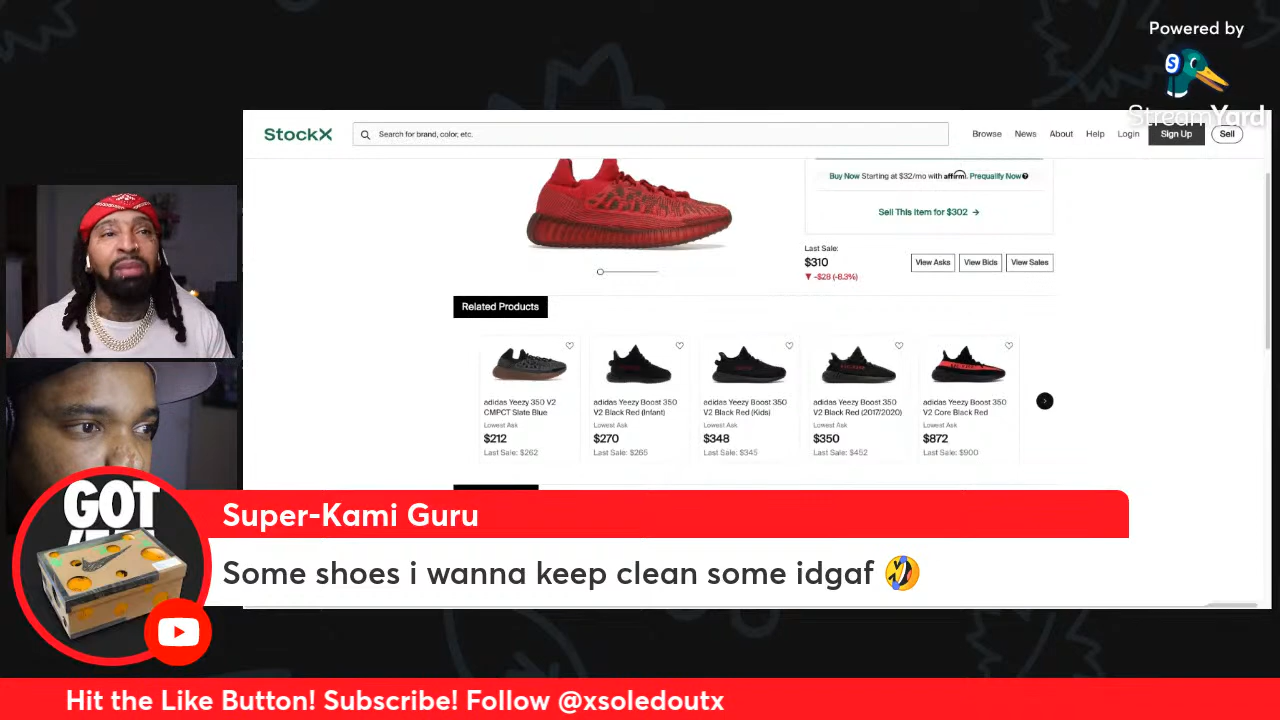 Powered by
S
StreamYard
StockX
Search for brand, color, etc.
Browse
News
About
Help
Login
Sign Up
Sell
Buy Now Starting at $32/mo with affirm. Prequalify Now
Sell This Item for $302 →
Last Sale:
$310
▼ -$28 (-8.3%)
View Asks
View Bids
View Sales
Related Products
adidas Yeezy 350 V2
CMPCT Slate Blue
Lowest Ask
$212
Last Sale: $262
adidas Yeezy Boost 350
V2 Black Red (Infant)
Lowest Ask
$270
Last Sale: $265
adidas Yeezy Boost 350
V2 Black Red (Kids)
Lowest Ask
$348
Last Sale: $345
adidas Yeezy Boost 350
V2 Black Red (2017/2020)
Lowest Ask
$350
Last Sale: $452
adidas Yeezy Boost 350
V2 Core Black Red
Lowest Ask
$872
Last Sale: $900
GOT
Super-Kami Guru
Some shoes i wanna keep clean some idgaf 🤣
Hit the Like Button! Subscribe! Follow @xsoledoutx